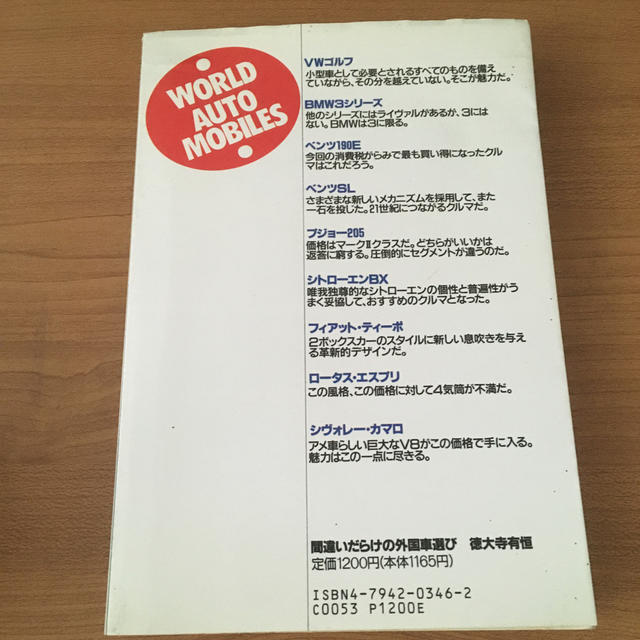 WORLD
AUTO
MOBILES
VWゴルフ
小型車として必要とされるすべてのものを備え
ていながら、その分を越えていない。そこが魅力だ。
BMW3シリーズ
他のシリーズにはライヴァルがあるが、3には
ない。BMWは3に限る。
ベンツ190E
今回の消費税がらみで最も買い得になったクル
マはこれだろう。
ベンツSL
さまざまな新しいメカニズムを採用して、また
一石を投じた。21世紀につながるクルマだ。
プジョー205
価格はマークⅡクラスだ。どちらがいいかは
返答に窮する。圧倒的にセグメントが違うのだ。
シトローエンBX
唯我独尊的なシトローエンの個性と普遍性がう
まく妥協して、おすすめのクルマとなった。
フィアット・ティーポ
2ボックスカーのスタイルに新しい息吹きを与え
る革新的デザインだ。
ロータス・エスプリ
この風格、この価格に対して4気筒が不満だ。
シヴォレー・カマロ
アメ車らしい巨大なV8がこの価格で手に入る。
魅力はこの一点に尽きる。
間違いだらけの外国車選び 徳大寺有恒
定価1200円(本体1165円)
ISBN4-7942-0346-2
C0053 P1200E